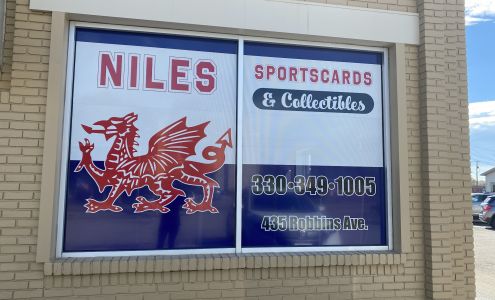 NILES
SPORTSCARDS
& Collectibles
330•349•1005
435 Robbins Ave.